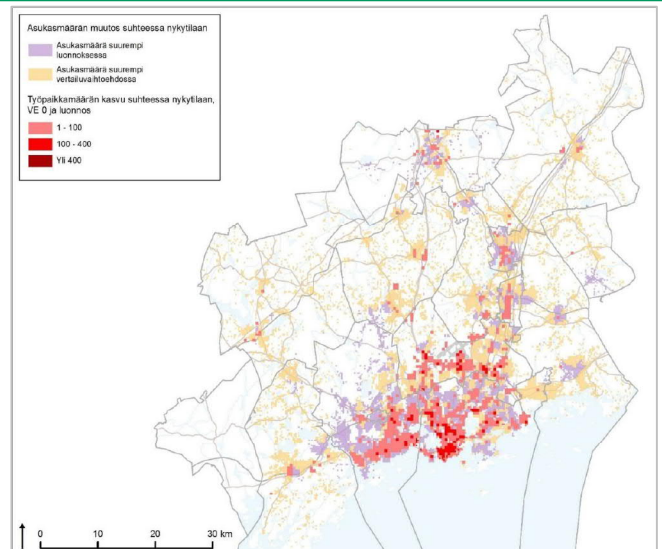 Asukasmäärän muutos suhteessa nykytilaan
Asukasmäärä suurempi
luonnoksessa
Asukasmäärä suurempi
vertailuvaihtoehdossa
Työpaikkamäärän kasvu suhteessa nykytilaan,
VE 0 ja luonnos
1 - 100
100 - 400
Yli 400
0 10 20 30 km